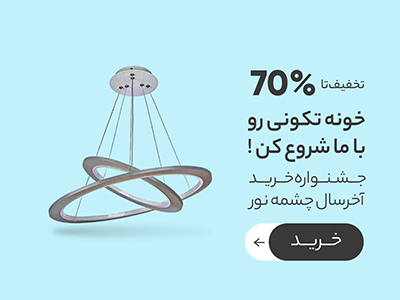 تخفیف تا 70%
خونه تکونی رو
با ما شروع کن !
جشنواره خرید
آخرسال چشمه نور
خرید